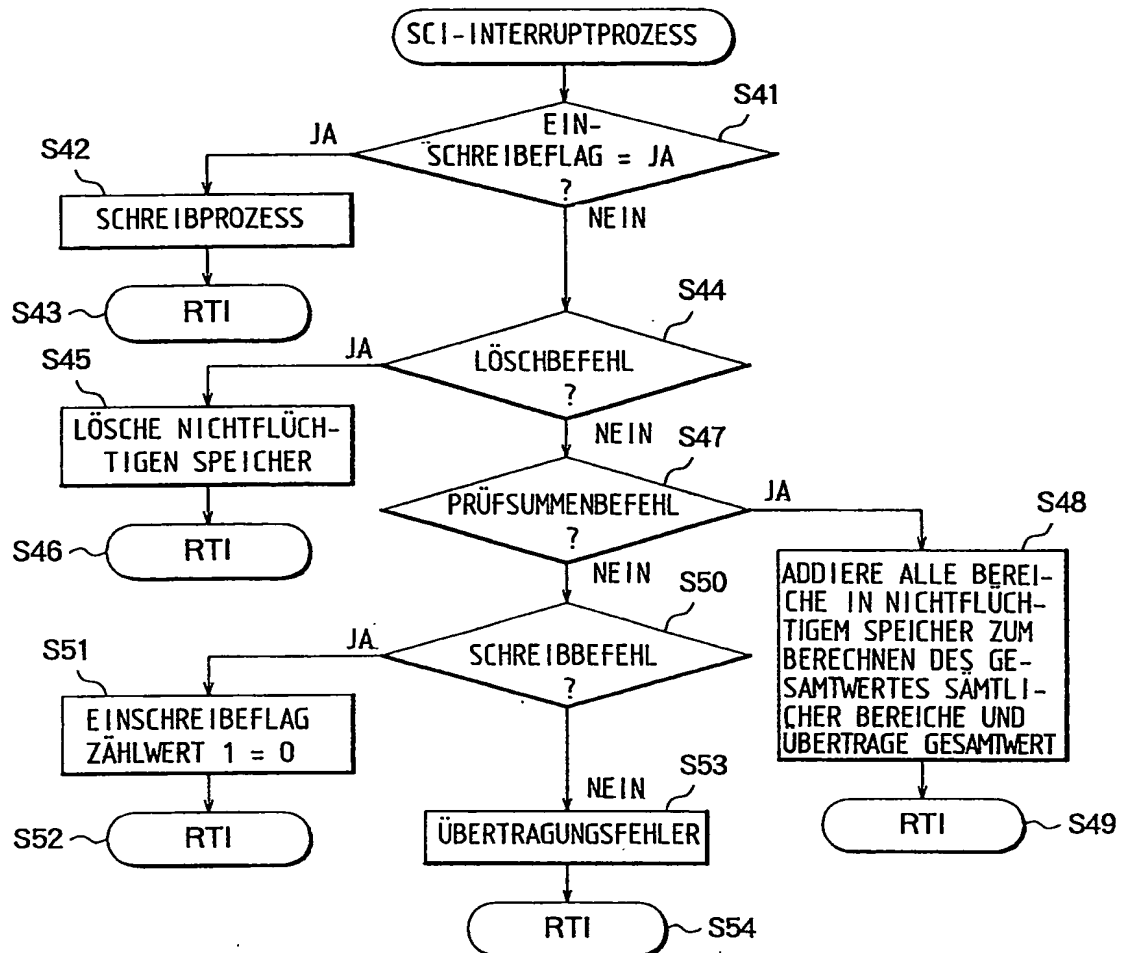 SCI-INTERRUPTPROZESS
S41
EIN-
SCHREIBEFLAG = JA
?
JA
NEIN
S42
SCHREIBPROZESS
S43
RTI
S44
LÖSCHBEFEHL
?
JA
NEIN
S45
LÖSCHE NICHTFLÜCH-
TIGEN SPEICHER
S46
RTI
S47
PRÜFSUMMENBEFEHL
?
JA
NEIN
S48
ADDIERE ALLE BEREI-
CHE IN NICHTFLÜCH-
TIGEM SPEICHER ZUM
BERECHNEN DES GE-
SAMTWERTES SÄMTLI-
CHER BEREICHE UND
ÜBERTRAGE GESAMTWERT
RTI
S49
S50
SCHREIBBEFEHL
?
JA
NEIN
S51
EINSCHREIBEFLAG
ZÄHLWERT 1 = 0
S52
RTI
S53
ÜBERTRAGUNGSFEHLER
RTI
S54